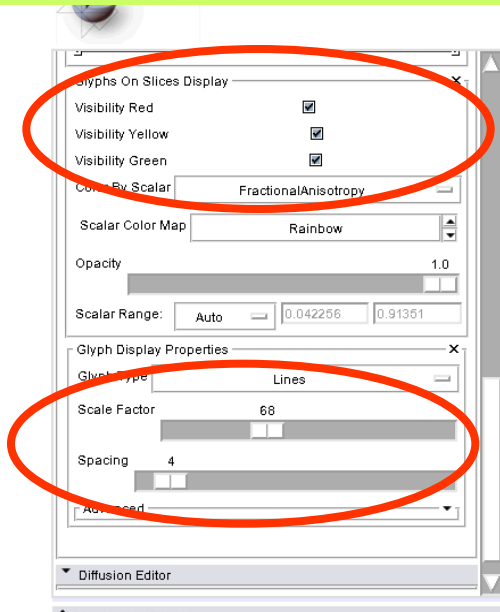 Glyphs On Slices Display
Visibility Red
Visibility Yellow
Visibility Green
Color By Scalar FractionalAnisotropy
Scalar Color Map Rainbow
Opacity 1.0
Scalar Range: Auto 0.042256 0.91351
Glyph Display Properties
Glyph Type Lines
Scale Factor 68
Spacing 4
Advanced
Diffusion Editor